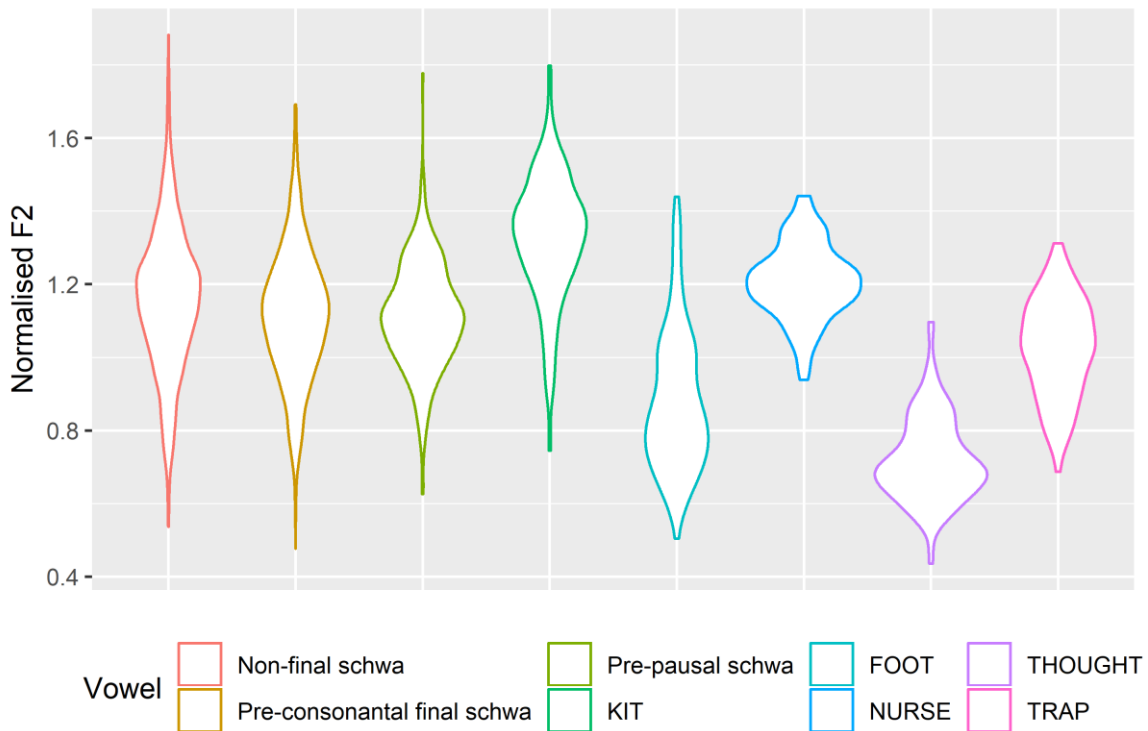 Normalised F2
1.6
1.2
0.8
0.4
Vowel
Non-final schwa
Pre-consonantal final schwa
Pre-pausal schwa
KIT
FOOT
NURSE
THOUGHT
TRAP